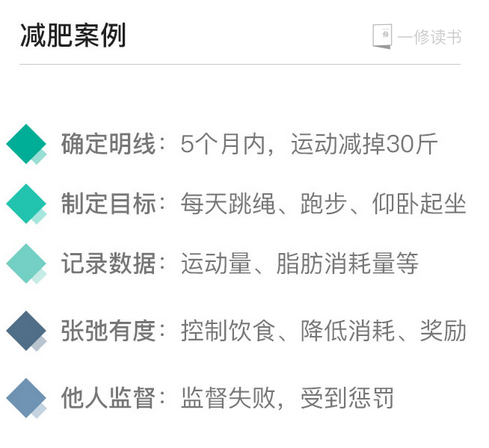 减肥案例
一修读书
确定明线：5个月内，运动减掉30斤
制定目标：每天跳绳、跑步、仰卧起坐
记录数据：运动量、脂肪消耗量等
张弛有度：控制饮食、降低消耗、奖励
他人监督：监督失败，受到惩罚